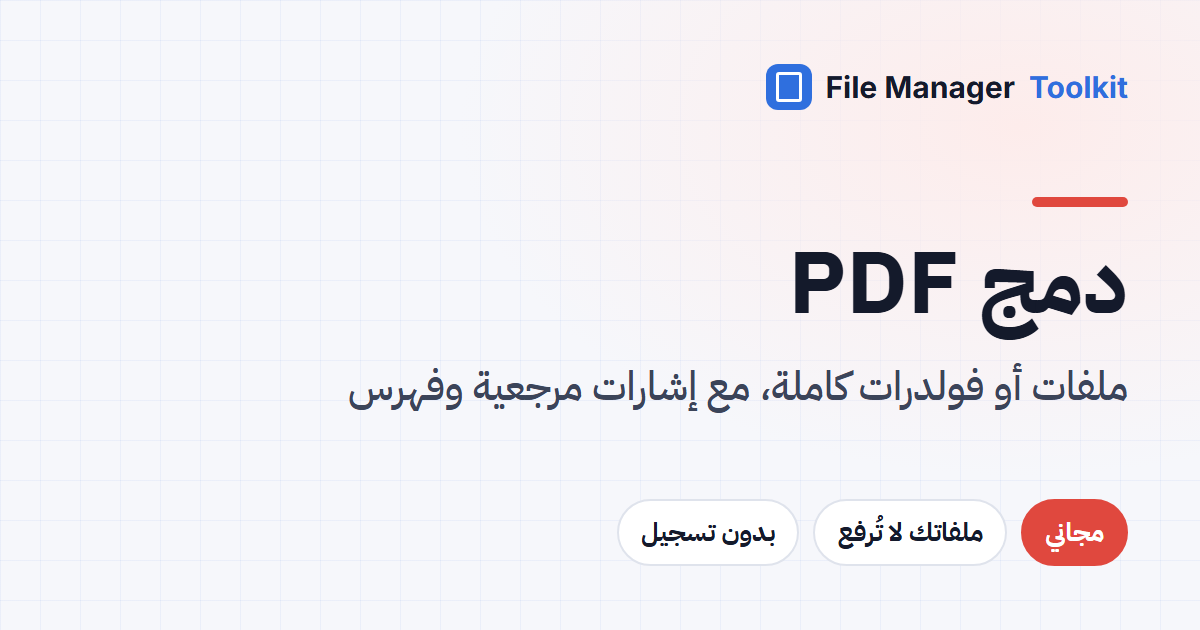 File Manager Toolkit
دمج PDF
ملفات أو فولدرات كاملة، مع إشارات مرجعية وفهرس
مجاني
ملفاتك لا تُرفع
بدون تسجيل